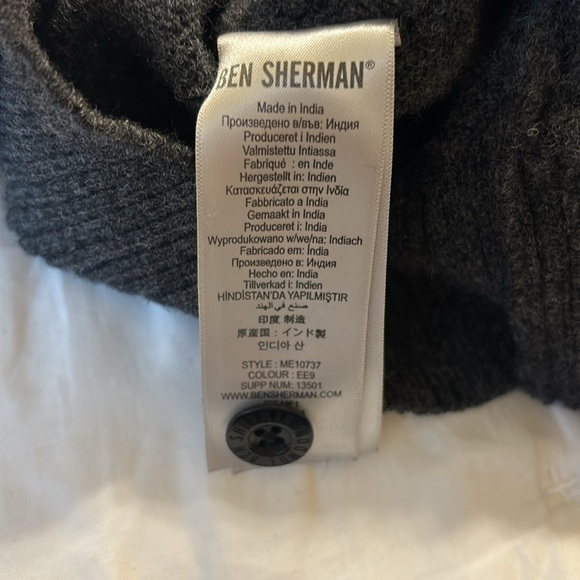 BEN SHERMAN®
Made in India
Произведено в/във: Индия
Produceret i Indien
Valmistettu Intiassa
Fabriqué : en Inde
Hergestellt in: Indien
Κατασκευάζεται στην Ινδία
Fabbricato a India
Gemaakt in India
Produceret i: India
Wyprodukowano w/we/na: Indiach
Fabricado em: Índia
Произведено в: Индия
Hecho en: India
Tillverkad i: Indien
HİNDİSTAN'DA YAPILMIŞTIR
صنع في الهند
印度 制造
原産国：インド製
인디아 산
STYLE : ME10737
COLOUR : EE9
SUPP NUM: 13501
WWW.BENSHERMAN.COM